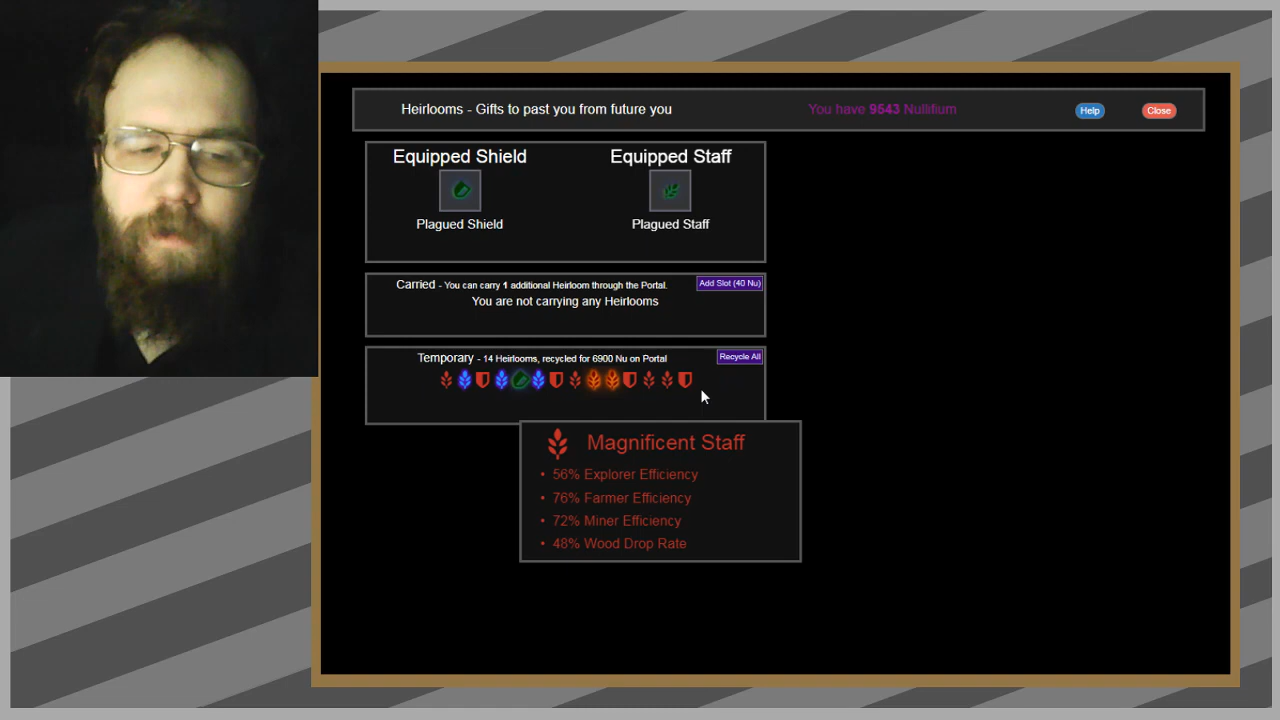 Heirlooms - Gifts to past you from future you
You have 9543 Nullifium
Help
Close
Equipped Shield
Equipped Staff
Plagued Shield
Plagued Staff
Carried - You can carry 1 additional Heirloom through the Portal.
Add Slot (40 Nu)
You are not carrying any Heirlooms
Temporary - 14 Heirlooms, recycled for 6900 Nu on Portal
Recycle All
Magnificent Staff
• 56% Explorer Efficiency
• 76% Farmer Efficiency
• 72% Miner Efficiency
• 48% Wood Drop Rate